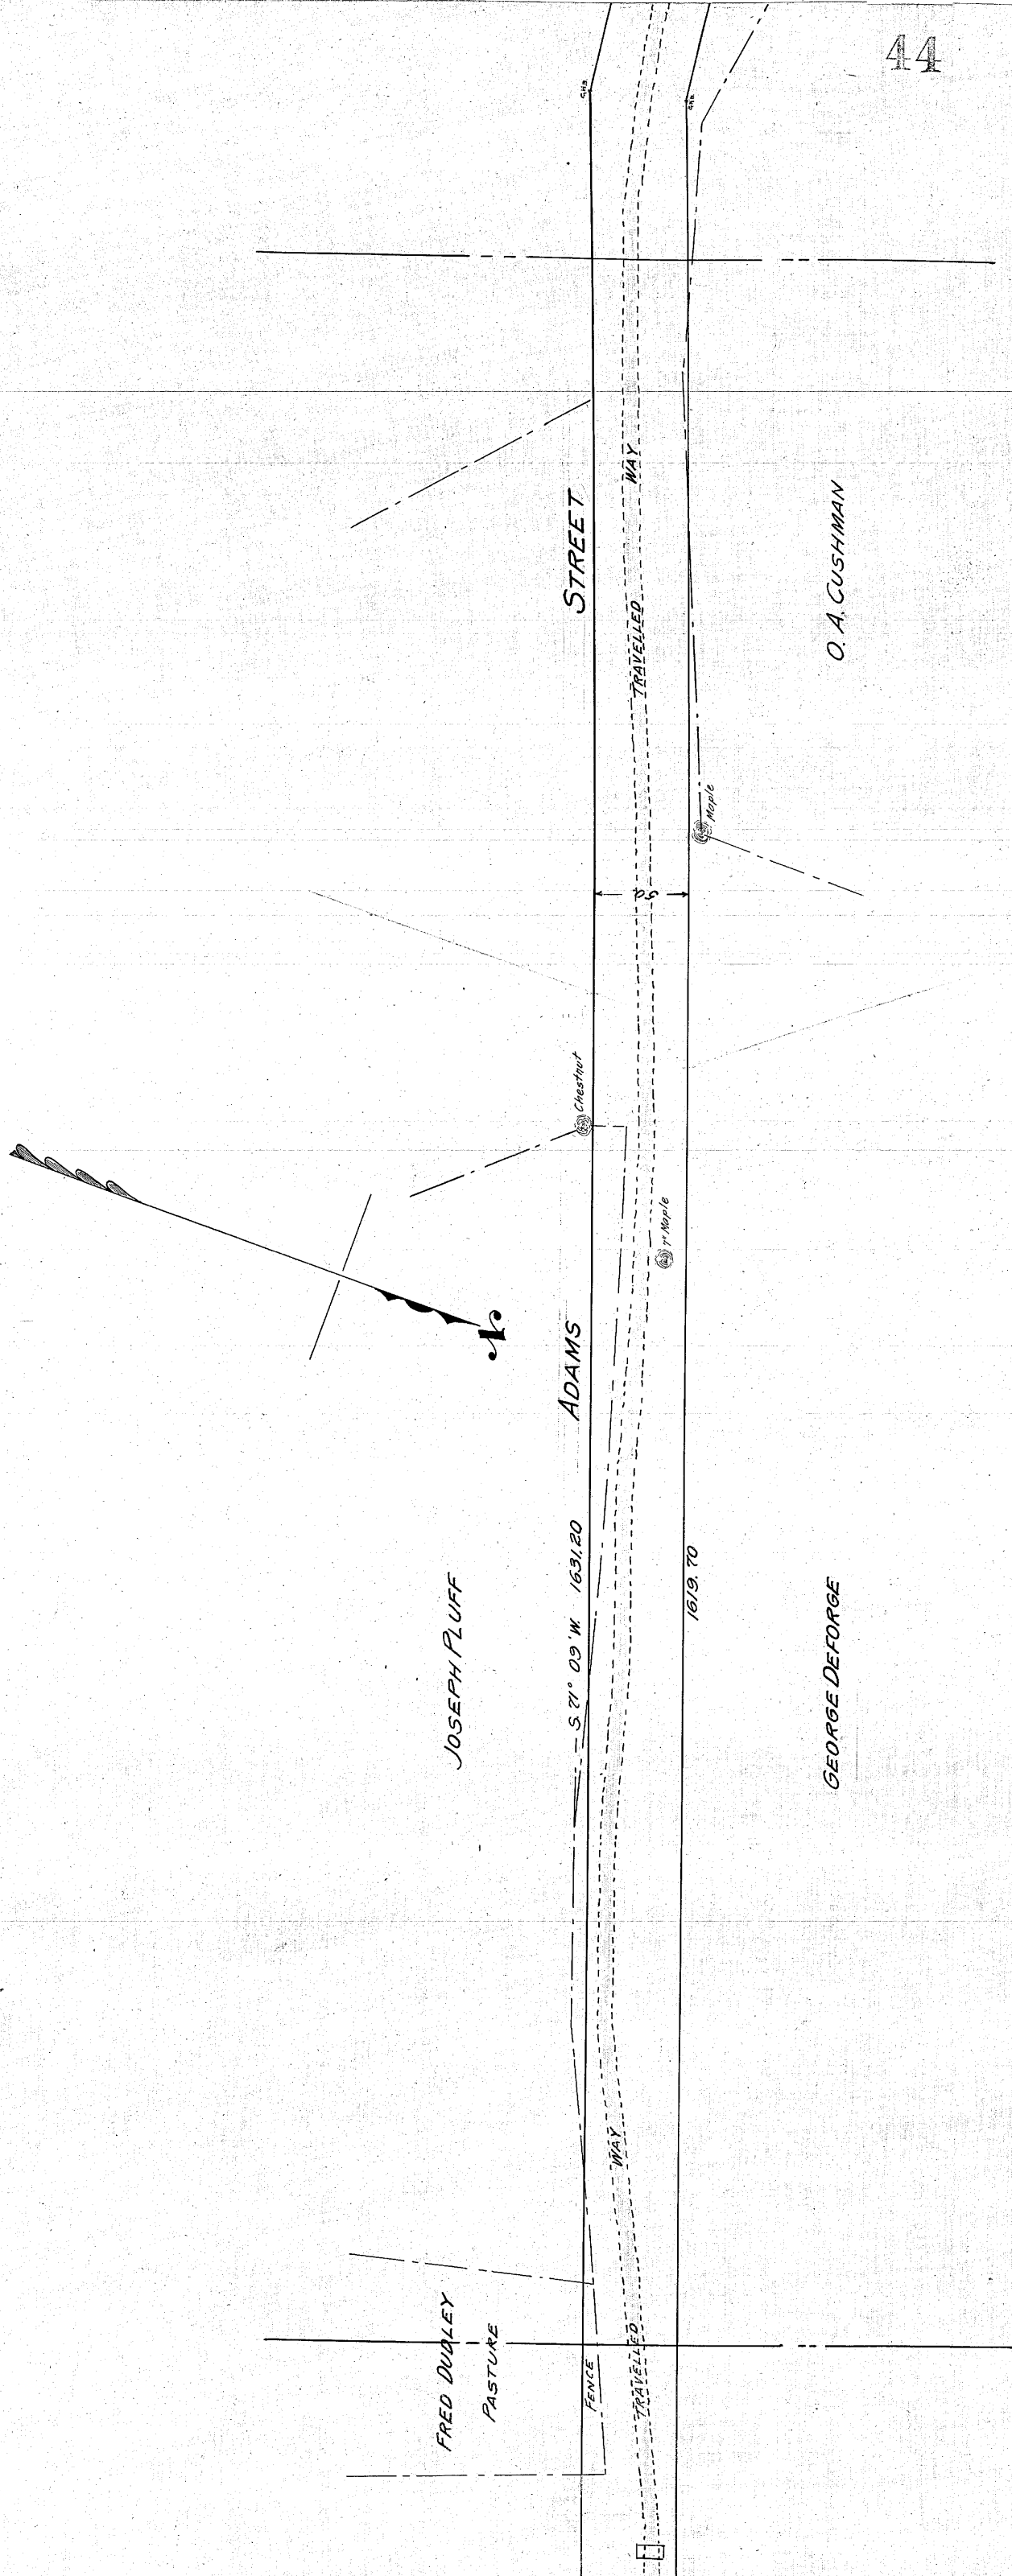 44
G.H.B.
G.H.B.
WAY
STREET
TRAVELLED
O. A. CUSHMAN
Maple
50
Chestnut
7" Maple
N
ADAMS
S. 71° 09' W. 1631.20
1619.70
JOSEPH PLUFF
GEORGE DEFORGE
WAY
TRAVELLED
FRED DUDLEY
PASTURE
FENCE